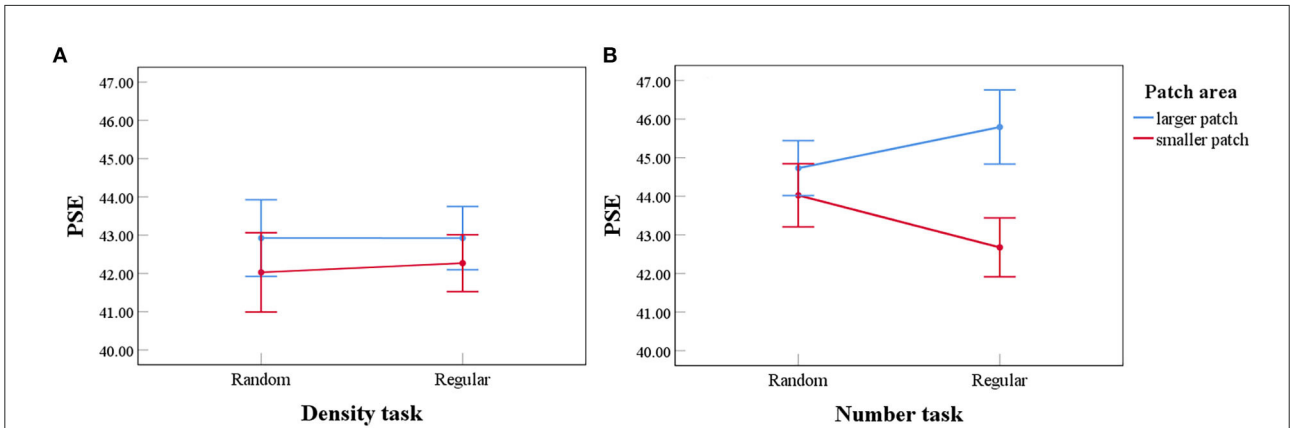 A
47.00
46.00
45.00
44.00
43.00
42.00
41.00
40.00
PSE
Random Regular
Density task
B
47.00
46.00
45.00
44.00
43.00
42.00
41.00
40.00
PSE
Random Regular
Number task
Patch area
larger patch
smaller patch